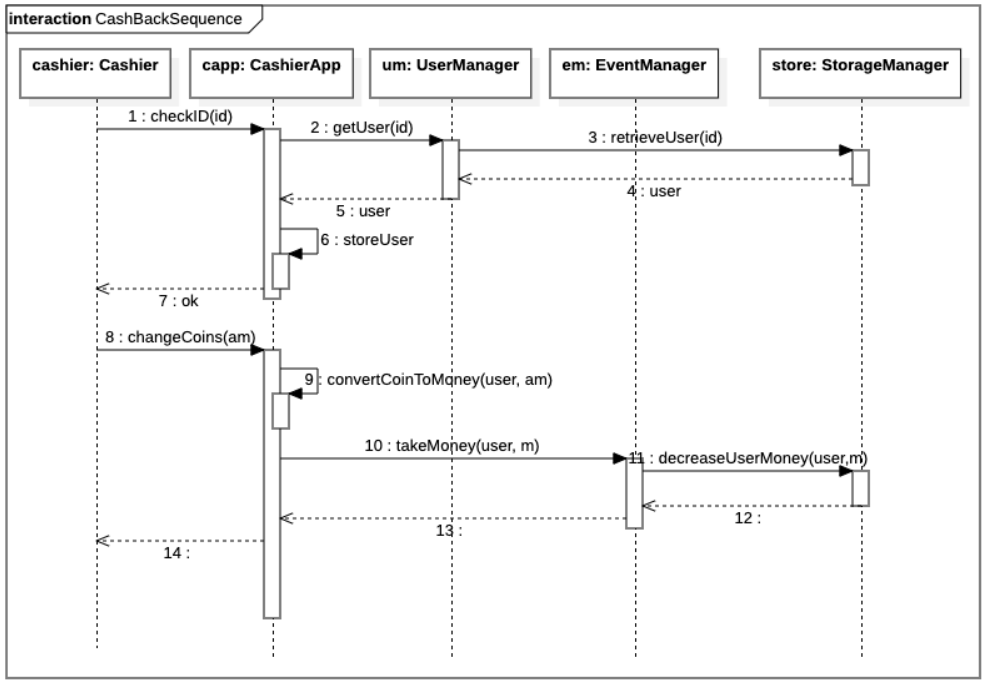 interaction CashBackSequence
cashier: Cashier
capp: CashierApp
um: UserManager
em: EventManager
store: StorageManager
1 : checkID(id)
2 : getUser(id)
3 : retrieveUser(id)
4 : user
5 : user
6 : storeUser
7 : ok
8 : changeCoins(am)
9 : convertCoinToMoney(user, am)
10 : takeMoney(user, m)
11 : decreaseUserMoney(user,m)
12 :
13 :
14 :